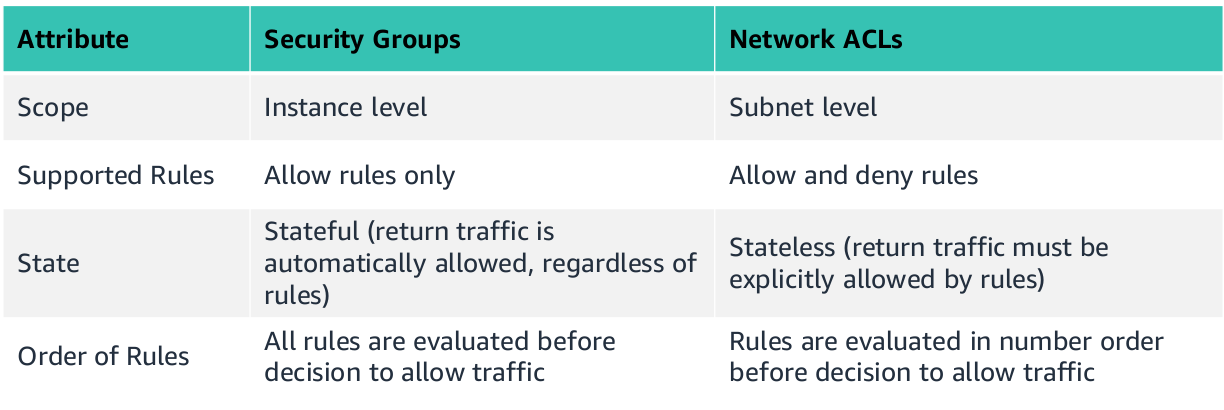 Attribute
Security Groups
Network ACLs
Scope
Instance level
Subnet level
Supported Rules
Allow rules only
Allow and deny rules
State
Stateful (return traffic is
automatically allowed, regardless of
rules)
Stateless (return traffic must be
explicitly allowed by rules)
Order of Rules
All rules are evaluated before
decision to allow traffic
Rules are evaluated in number order
before decision to allow traffic